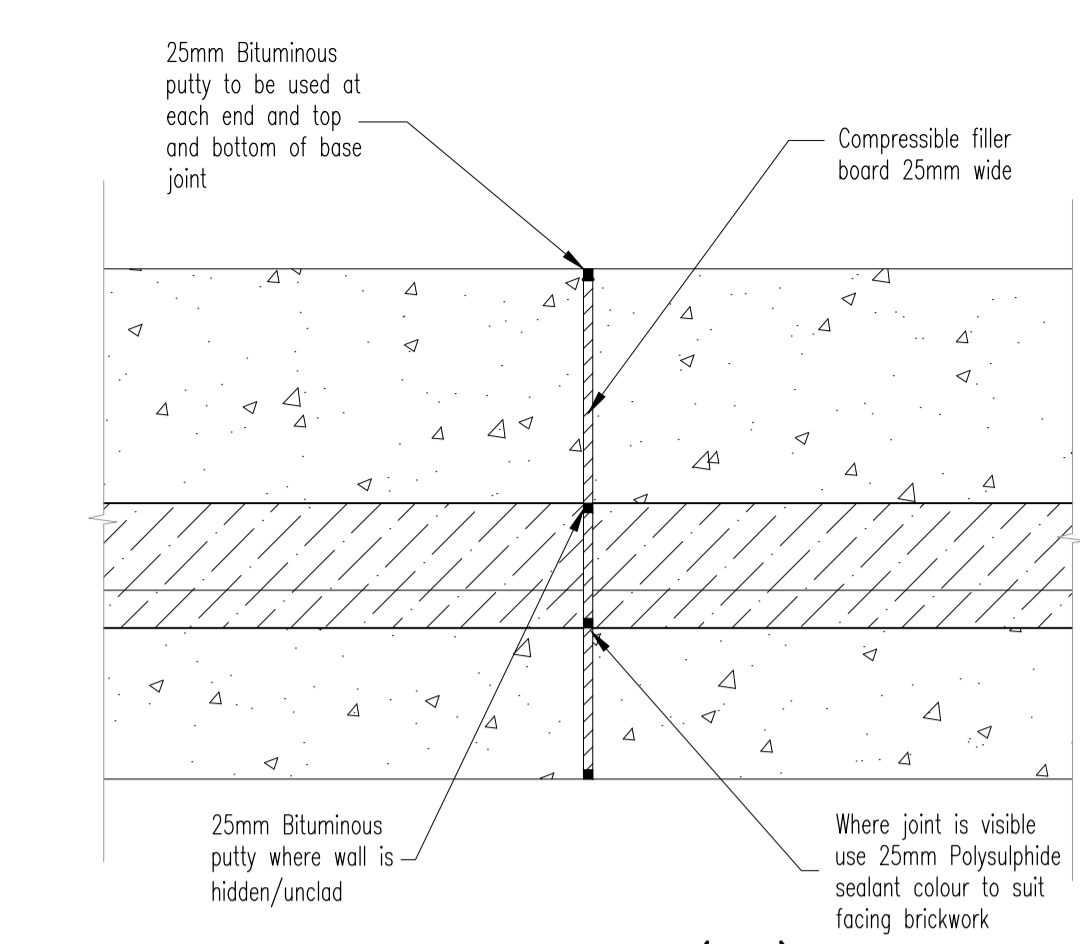 25mm Bituminous
putty to be used at
each end and top
and bottom of base
joint
Compressible filler
board 25mm wide
25mm Bituminous
putty where wall is
hidden/unclad
Where joint is visible
use 25mm Polysulphide
sealant colour to suit
facing brickwork